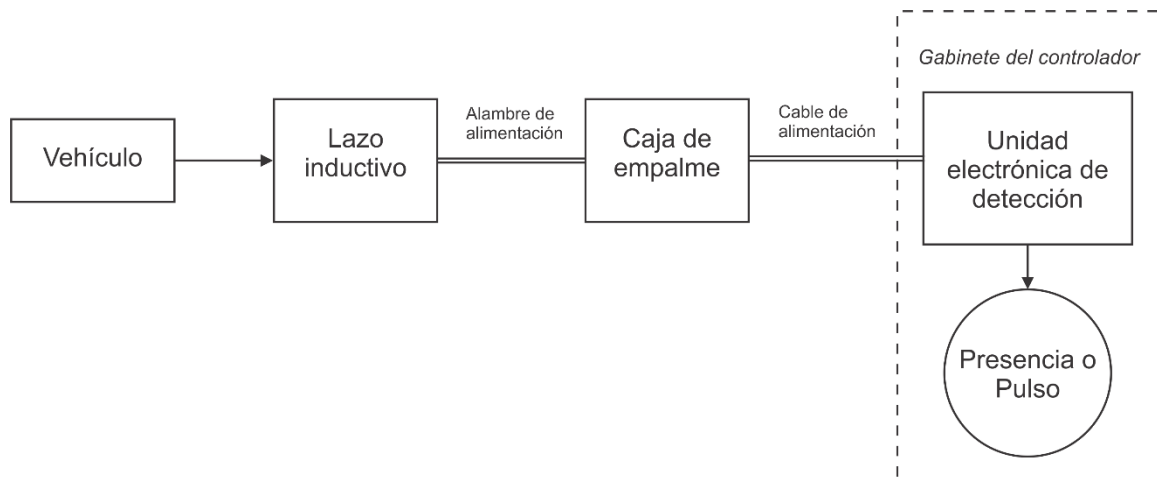 Gabinete del controlador
Vehículo
Lazo
inductivo
Alambre de
alimentación
Caja de
empalme
Cable de
alimentación
Unidad
electrónica de
detección
Presencia o
Pulso